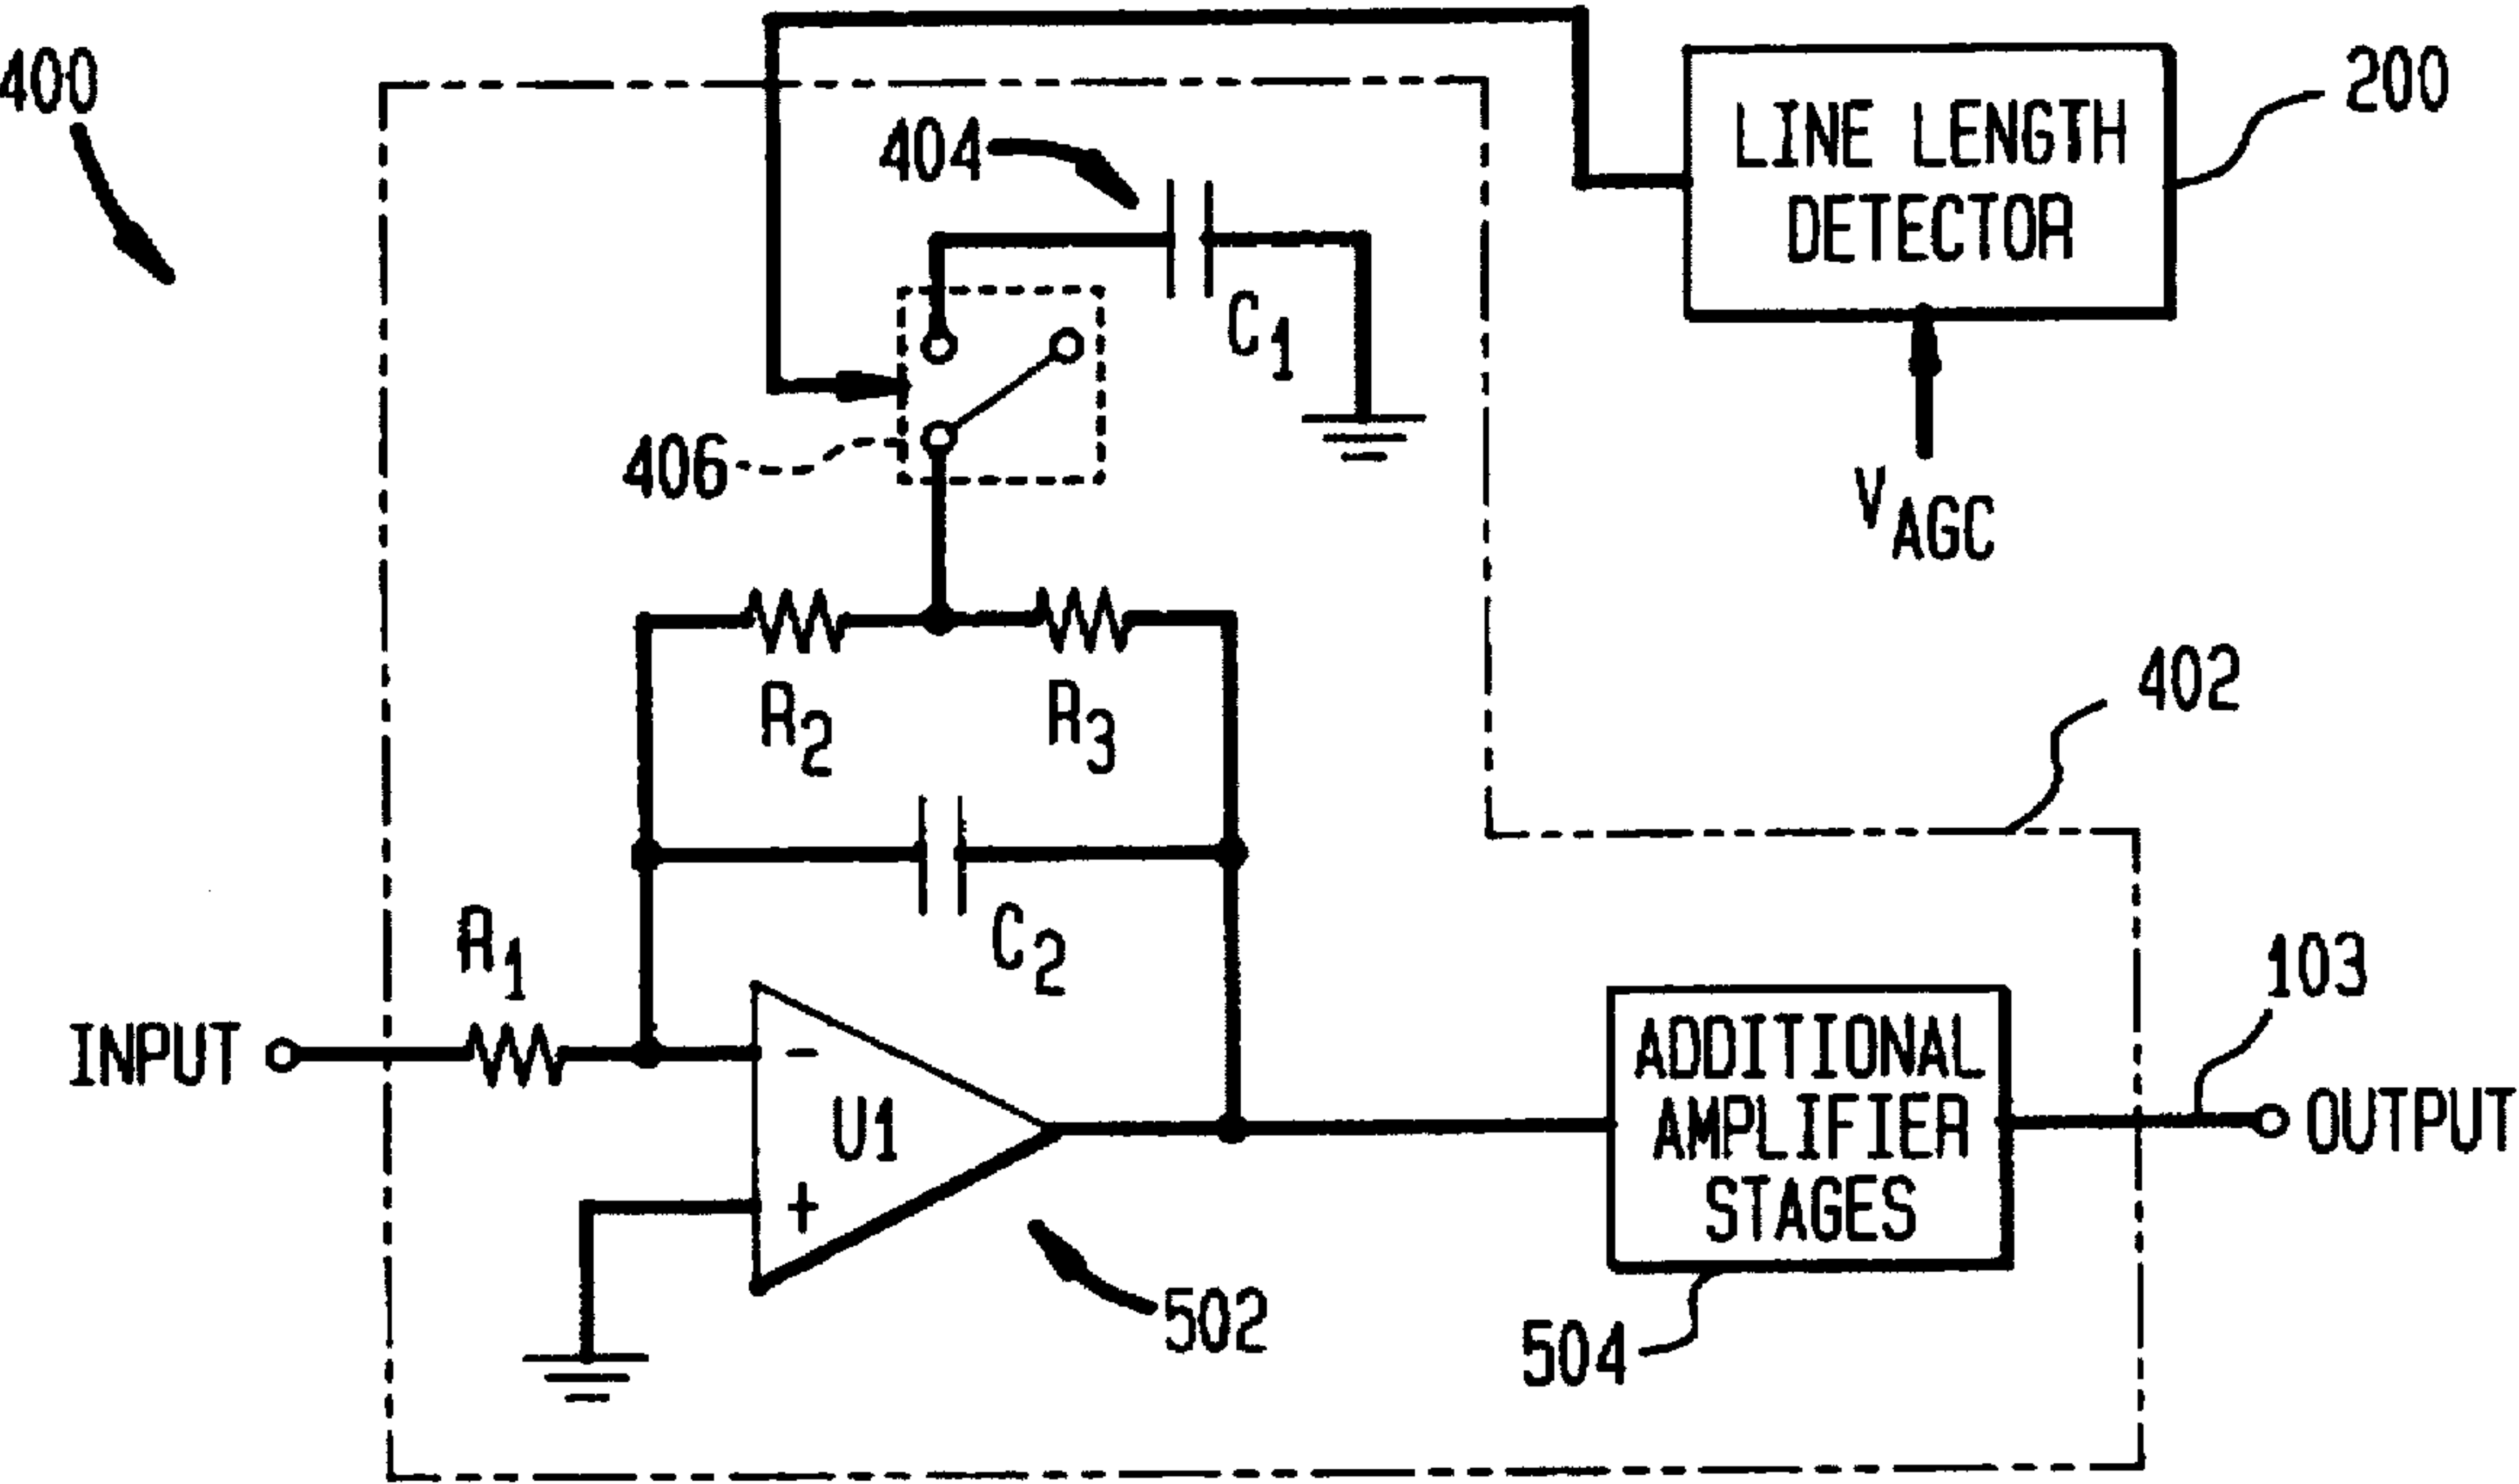 400
LINE LENGTH
DETECTOR
200
404
C1
406
VAGC
R2
R3
402
R1
C2
103
INPUT
-
U1
+
ADDITIONAL
AMPLIFIER
STAGES
OUTPUT
502
504